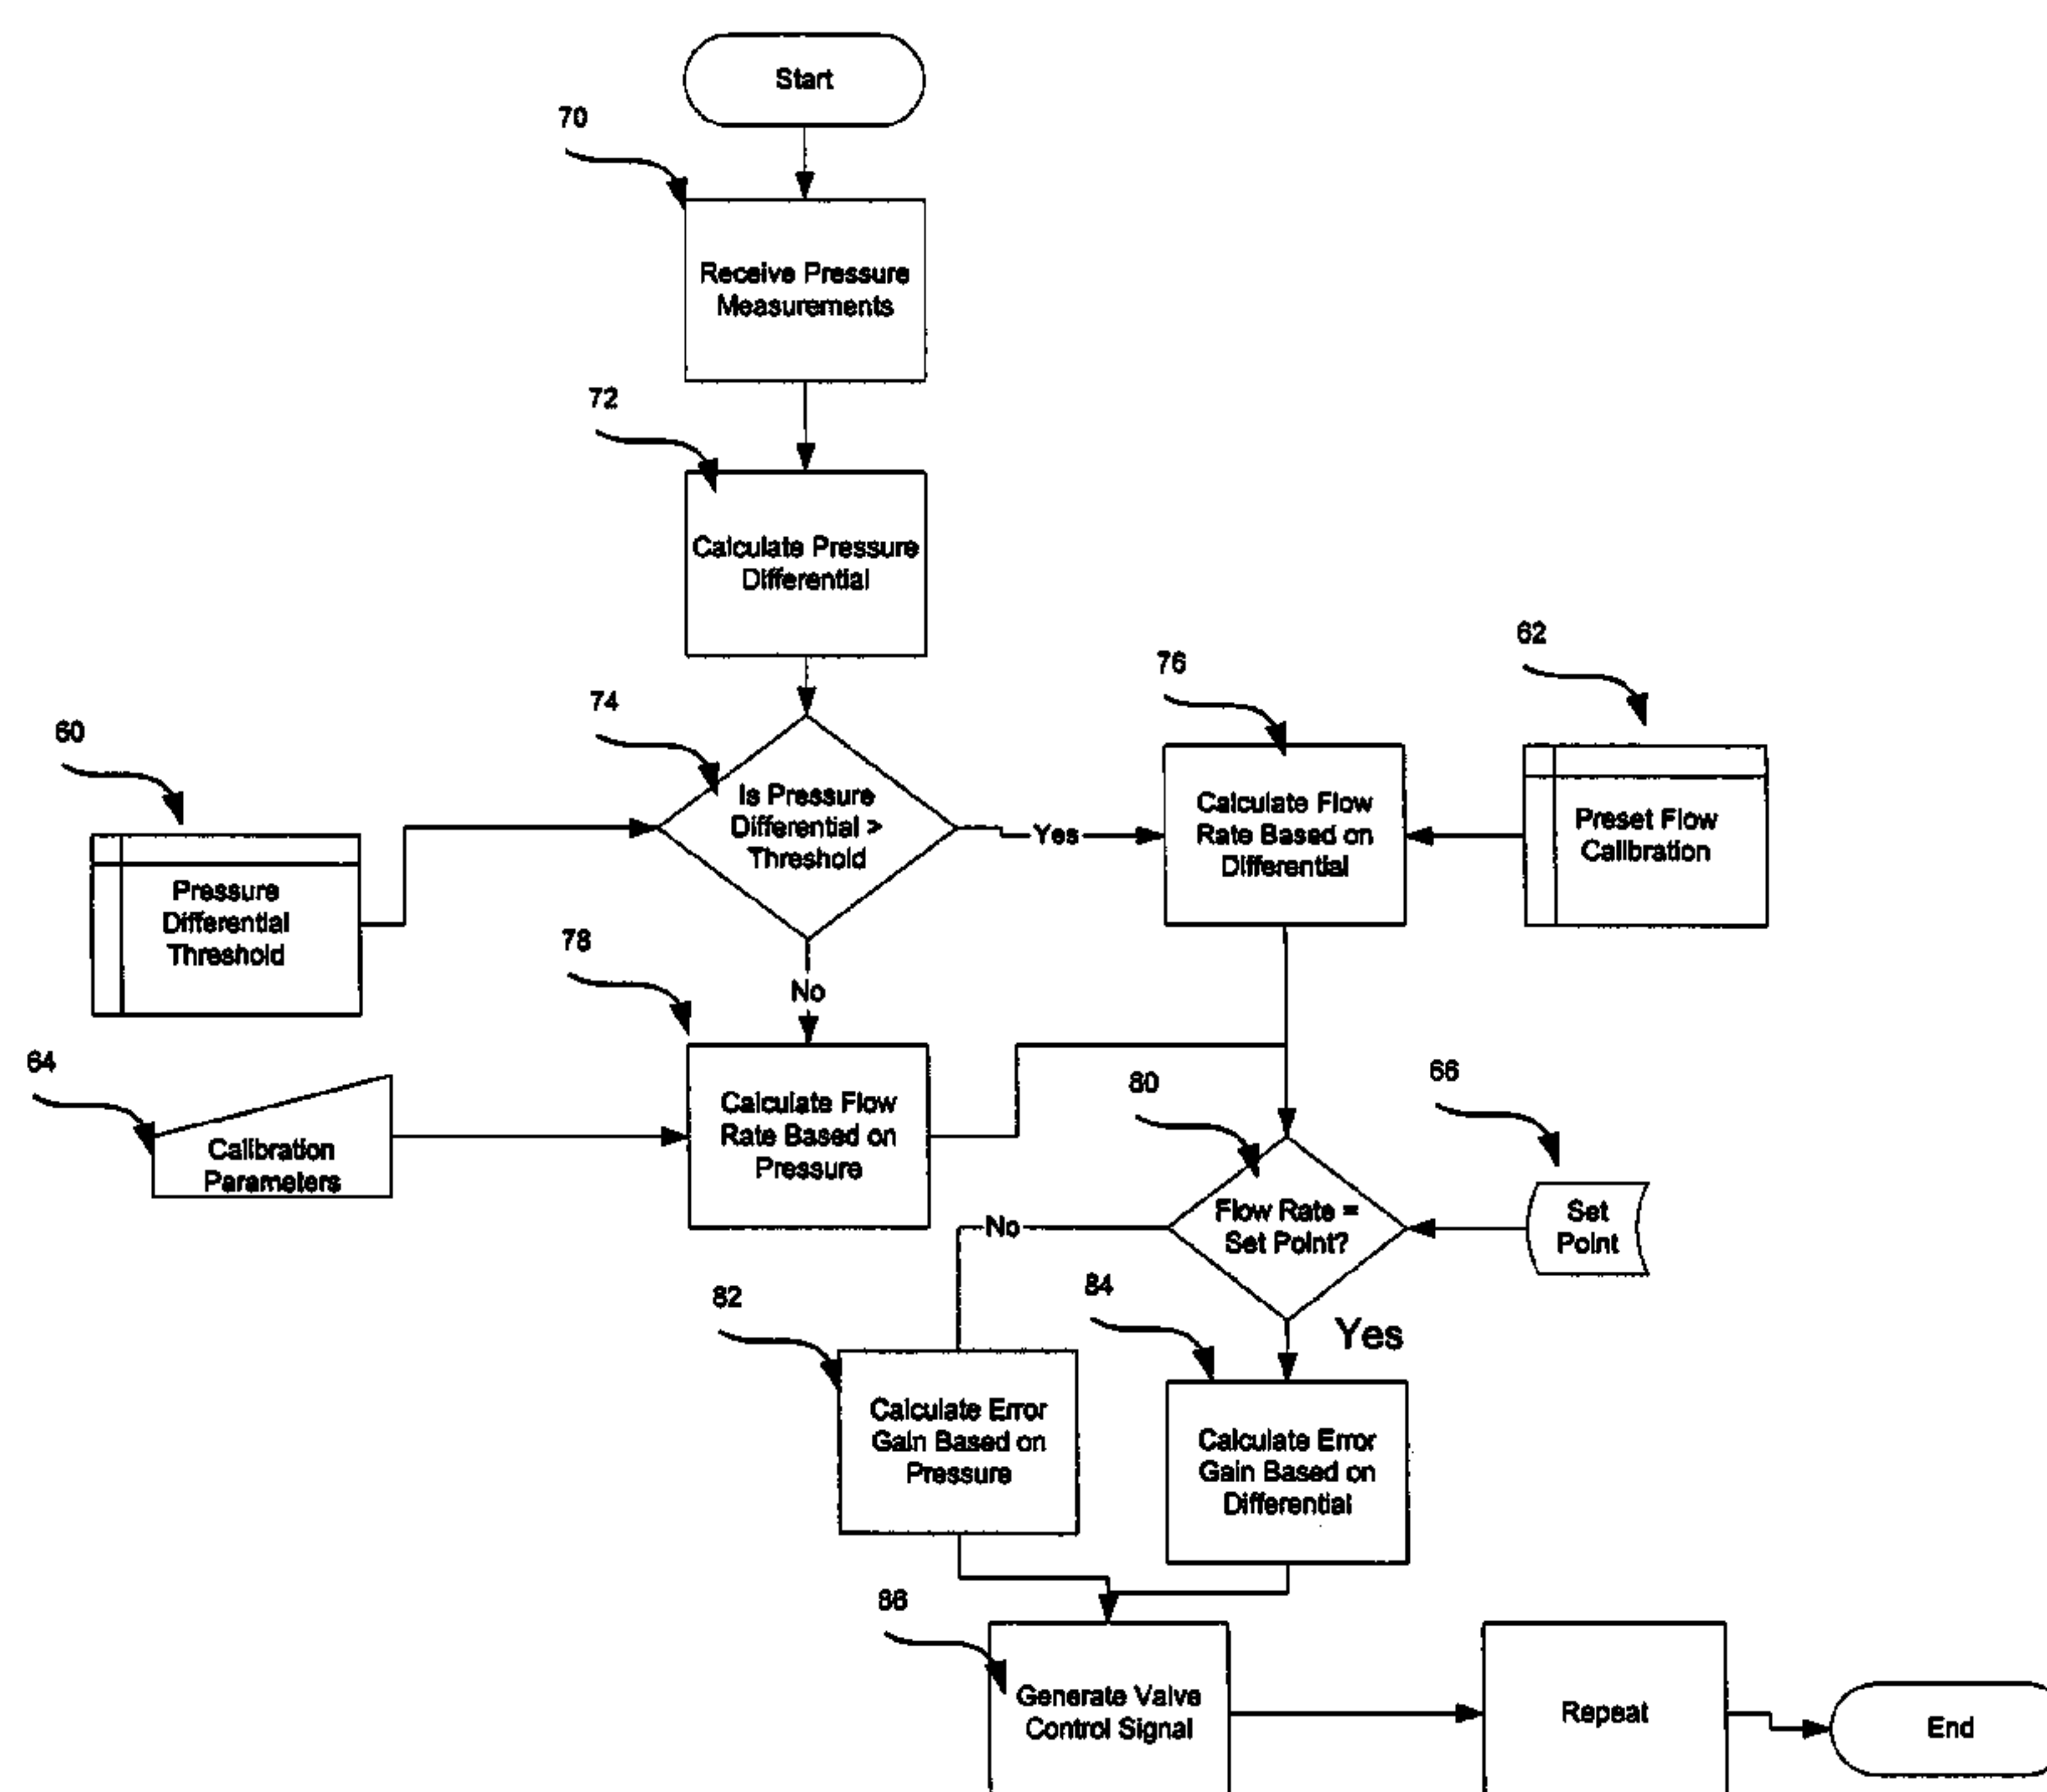 Start
70
Receive Pressure
Measurements
72
Calculate Pressure
Differential
62
76
74
60
Is Pressure
Differential >
Threshold
Yes
Calculate Flow
Rate Based on
Differential
Preset Flow
Calibration
Pressure
Differential
Threshold
78
No
64
Calibration
Parameters
Calculate Flow
Rate Based on
Pressure
80
66
Flow Rate =
Set Point?
Set
Point
No
82
84
Yes
Calculate Error
Gain Based on
Pressure
Calculate Error
Gain Based on
Differential
86
Generate Valve
Control Signal
Repeat
End